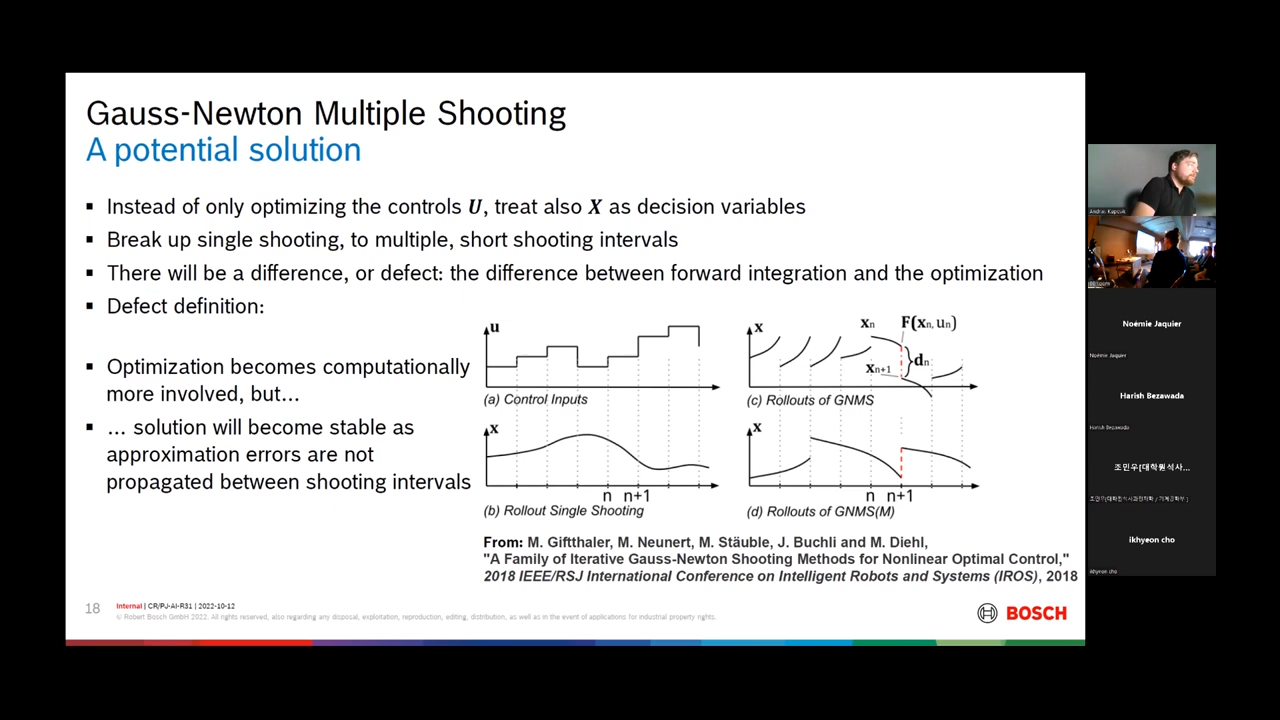 Gauss-Newton Multiple Shooting
A potential solution
▪ Instead of only optimizing the controls U, treat also X as decision variables
▪ Break up single shooting, to multiple, short shooting intervals
▪ There will be a difference, or defect: the difference between forward integration and the optimization
▪ Defect definition:
▪ Optimization becomes computationally
more involved, but…
▪ … solution will become stable as
approximation errors are not
propagated between shooting intervals
u
(a) Control Inputs
x
n n+1
(b) Rollout Single Shooting
x
xn F(xn, un)
dn
xn+1
(c) Rollouts of GNMS
x
n n+1
(d) Rollouts of GNMS(M)
From: M. Giftthaler, M. Neunert, M. Stäuble, J. Buchli and M. Diehl,
"A Family of Iterative Gauss-Newton Shooting Methods for Nonlinear Optimal Control,"
2018 IEEE/RSJ International Conference on Intelligent Robots and Systems (IROS), 2018
18
Internal | CR/PJ-AI-R31 | 2022-10-12
© Robert Bosch GmbH 2022. All rights reserved, also regarding any disposal, exploitation, reproduction, editing, distribution, as well as in the event of applications for industrial property rights.
BOSCH
Noémie Jaquier
Noémie Jaquier
Harish Bezawada
Harish Bezawada
조민우[대학원석사...
ikhyeon cho
ikhyeon cho